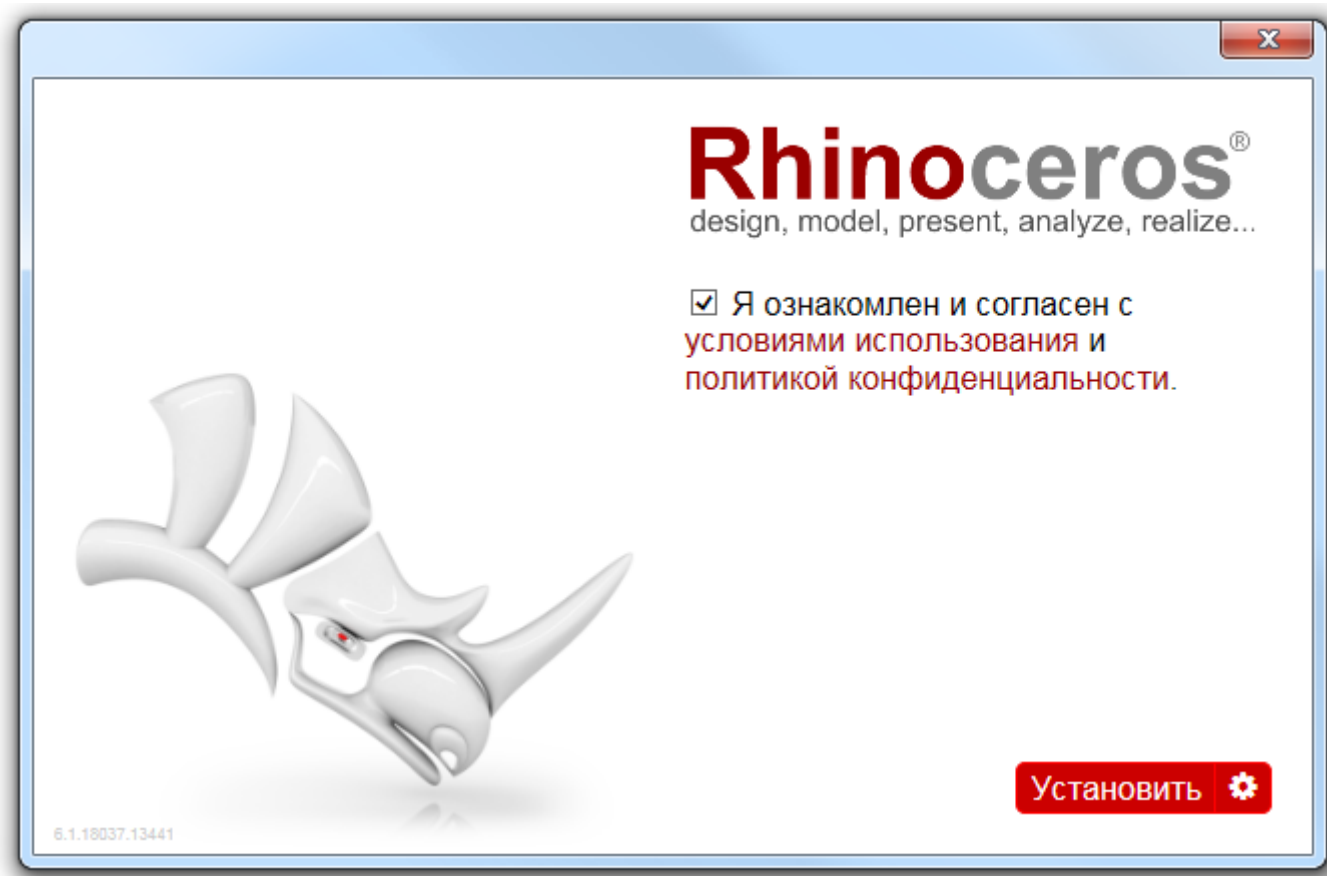 Rhinoceros®
design, model, present, analyze, realize...
Я ознакомлен и согласен с
условиями использования и
политикой конфиденциальности.
Установить
6.1.18037.13441